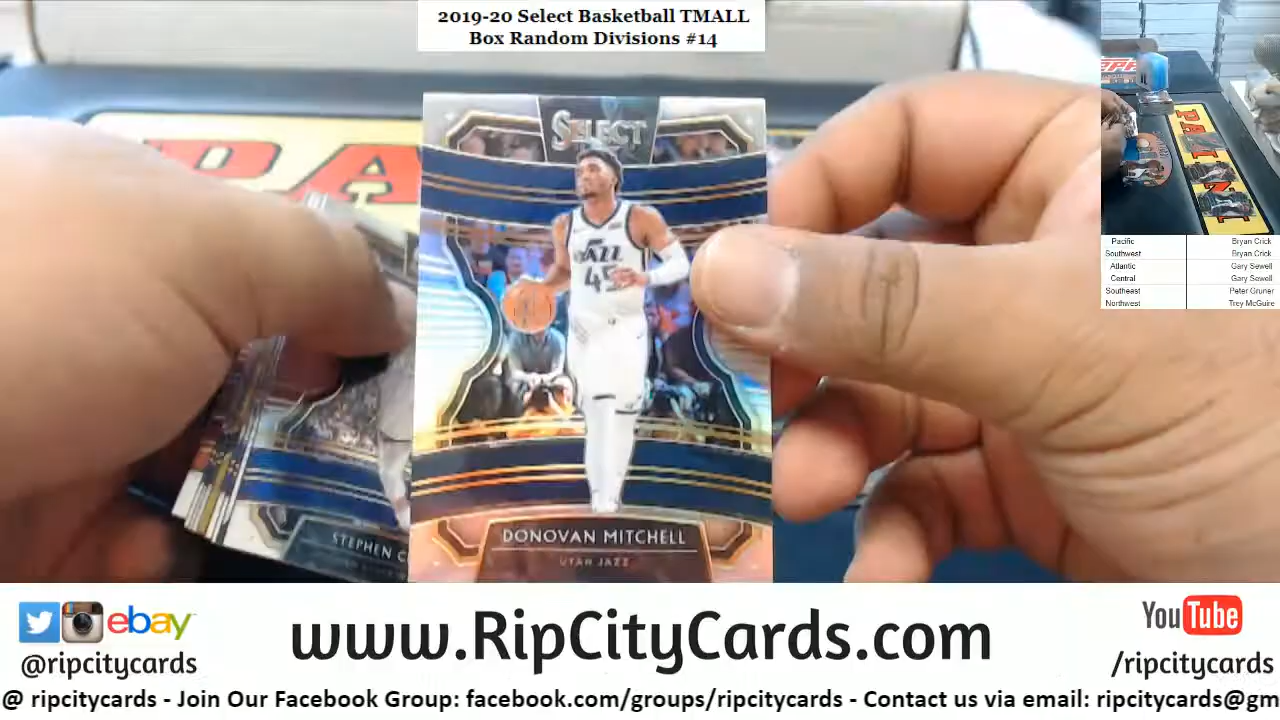 2019-20 Select Basketball TMALL
Box Random Divisions #14
PA
SELECT
JAZZ
45
DONOVAN MITCHELL
UTAH JAZZ
STEPHEN C
Pacific Bryan Crick
Southwest Bryan Crick
Atlantic Gary Sewell
Central Gary Sewell
Southeast Peter Gruner
Northwest Trey McGuire
ebay
@ripcitycards
www.RipCityCards.com
YouTube
/ripcitycards
@ ripcitycards - Join Our Facebook Group: facebook.com/groups/ripcitycards - Contact us via email: ripcitycards@gm